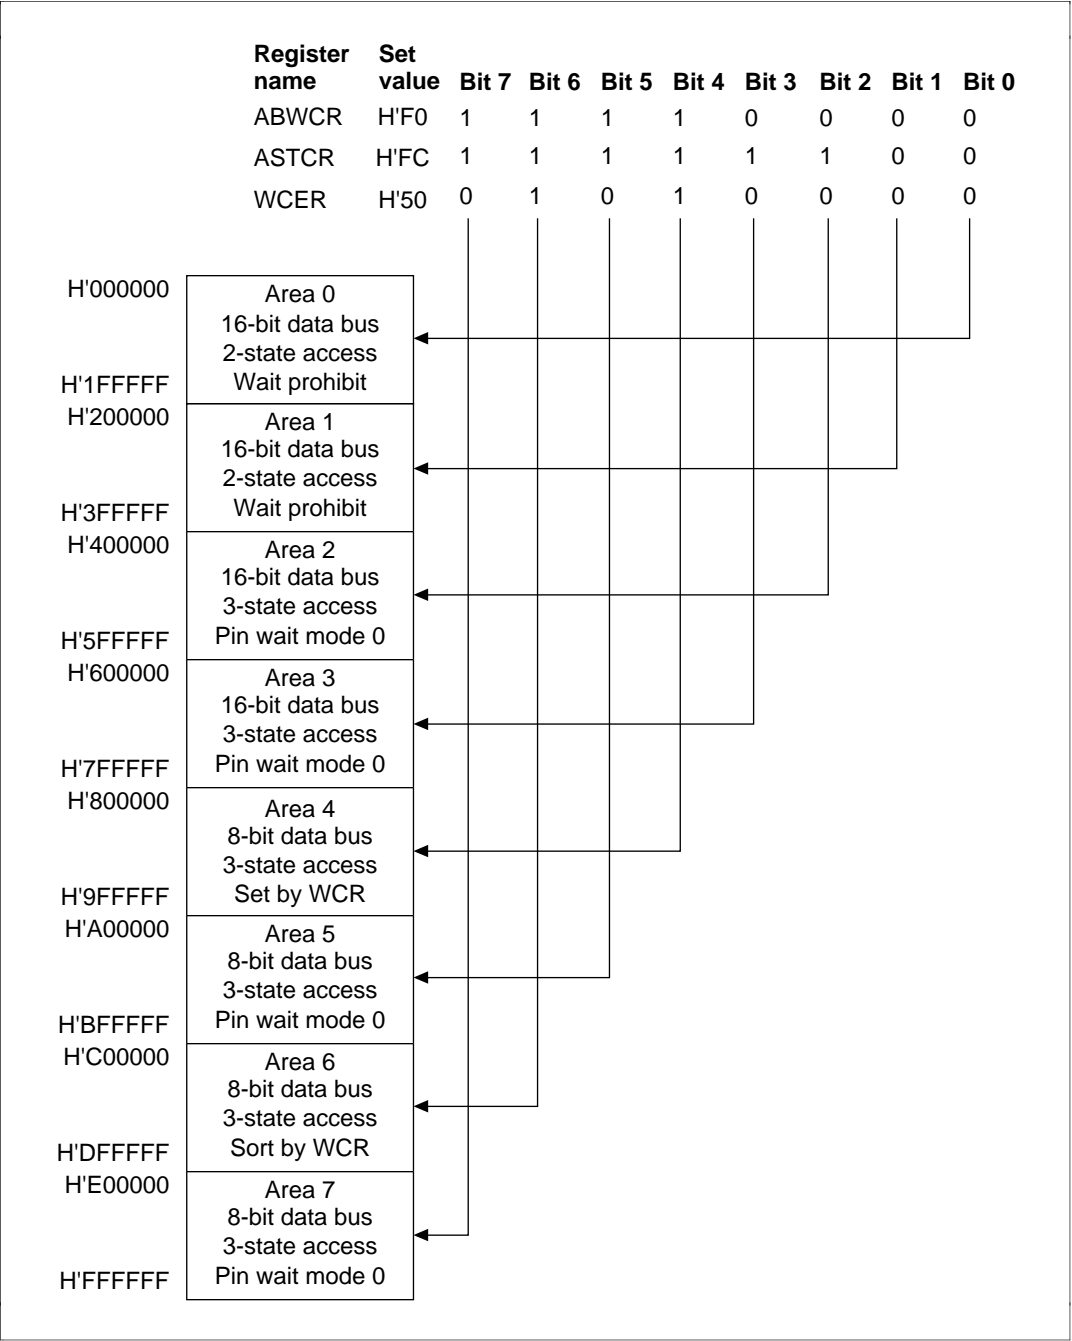 Register name Set value Bit 7 Bit 6 Bit 5 Bit 4 Bit 3 Bit 2 Bit 1 Bit 0
ABWCR H'F0 1 1 1 1 0 0 0 0
ASTCR H'FC 1 1 1 1 1 1 0 0
WCER H'50 0 1 0 1 0 0 0 0
H'000000
Area 0
16-bit data bus
2-state access
Wait prohibit
H'1FFFFF
H'200000
Area 1
16-bit data bus
2-state access
Wait prohibit
H'3FFFFF
H'400000
Area 2
16-bit data bus
3-state access
Pin wait mode 0
H'5FFFFF
H'600000
Area 3
16-bit data bus
3-state access
Pin wait mode 0
H'7FFFFF
H'800000
Area 4
8-bit data bus
3-state access
Set by WCR
H'9FFFFF
H'A00000
Area 5
8-bit data bus
3-state access
Pin wait mode 0
H'BFFFFF
H'C00000
Area 6
8-bit data bus
3-state access
Sort by WCR
H'DFFFFF
H'E00000
Area 7
8-bit data bus
3-state access
Pin wait mode 0
H'FFFFFF